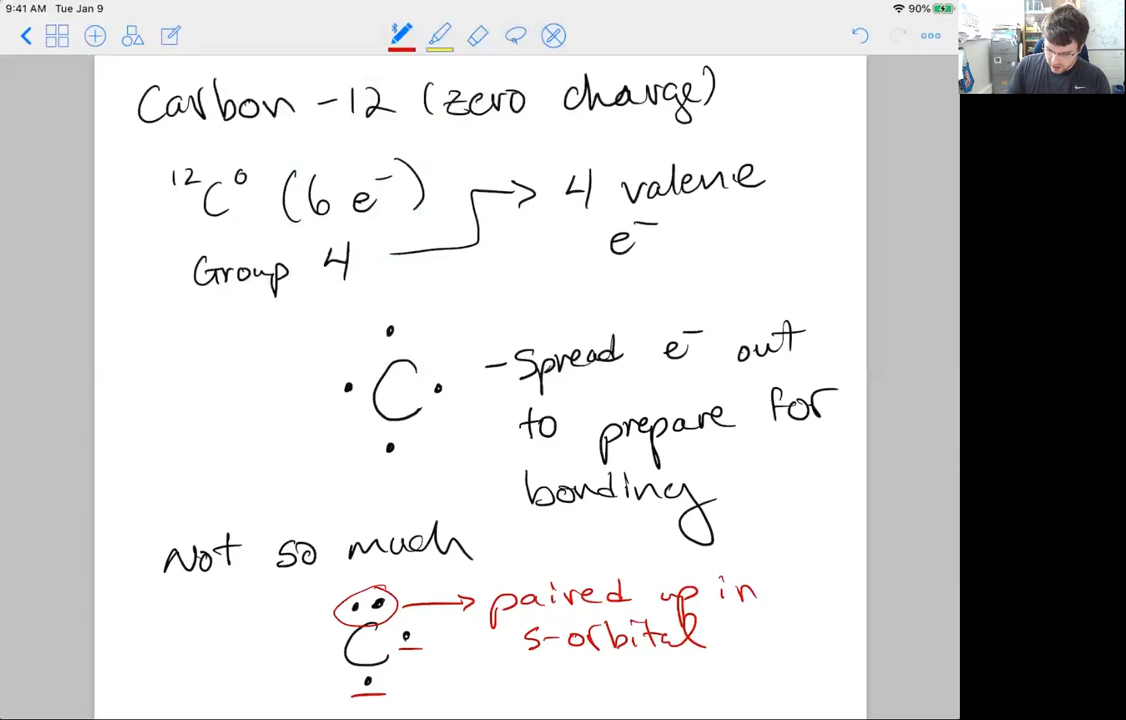 9:41 AM Tue Jan 9
90%
Carbon -12 (zero charge)
¹²C⁰ (6 e⁻)
4 valene
e⁻
Group 4
C
- Spread e⁻ out
to prepare for
bonding
Not so much
paired up in
s-orbital
C